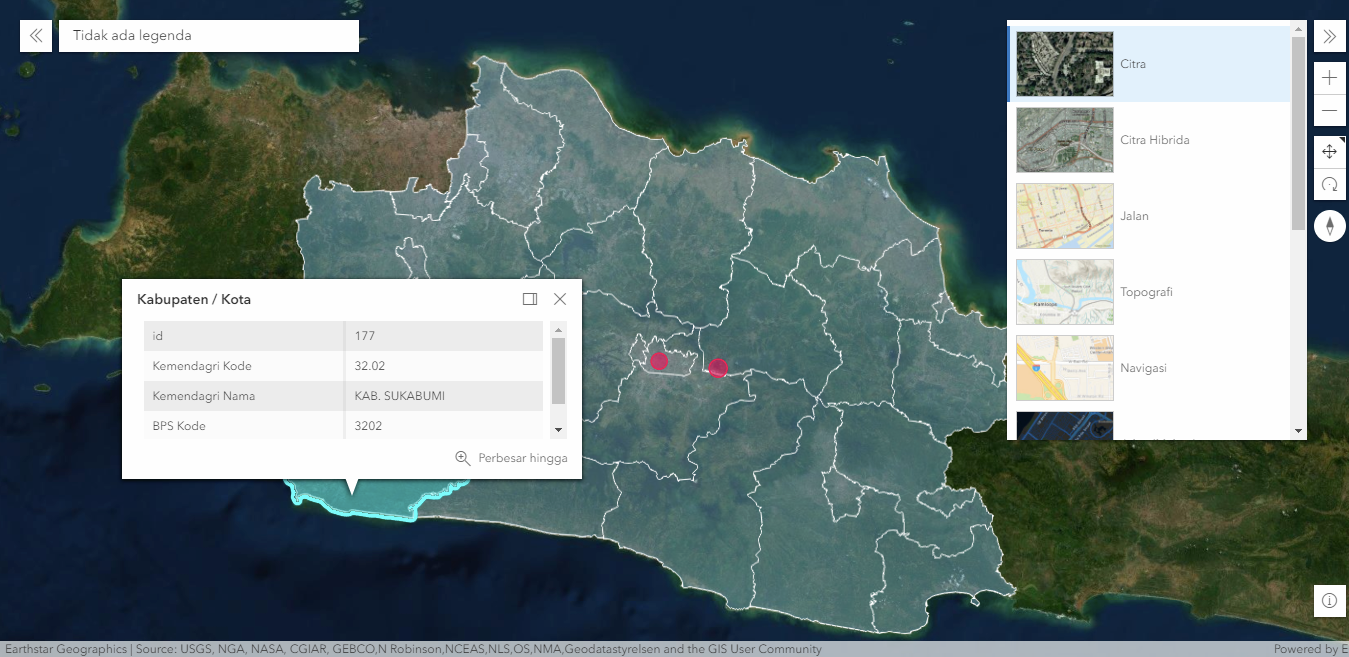 Tidak ada legenda
Citra
Citra Hibrida
Jalan
Topografi
Navigasi
Kabupaten / Kota
id 177
Kemendagri Kode 32.02
Kemendagri Nama KAB. SUKABUMI
BPS Kode 3202
Perbesar hingga
Earthstar Geographics | Source: USGS, NGA, NASA, CGIAR, GEBCO,N Robinson,NCEAS,NLS,OS,NMA,Geodatastyrelsen and the GIS User Community
Powered by E